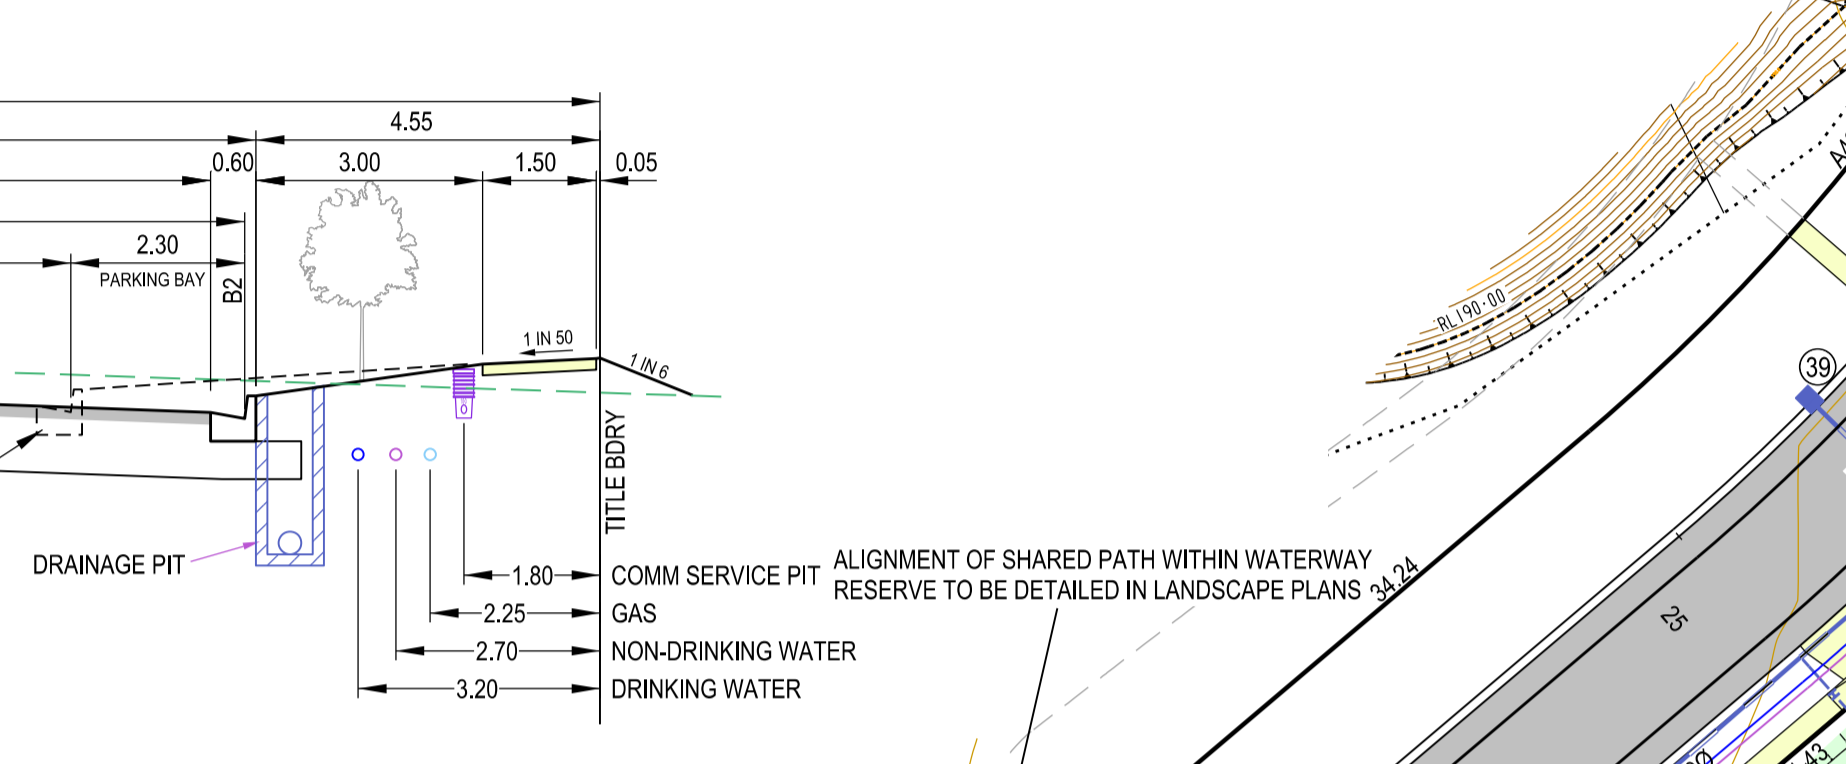 4.55
0.60
3.00
1.50
0.05
2.30
PARKING BAY
B2
1 IN 50
1 IN 6
TITLE BDRY
DRAINAGE PIT
1.80
COMM SERVICE PIT
2.25
GAS
2.70
NON-DRINKING WATER
3.20
DRINKING WATER
ALIGNMENT OF SHARED PATH WITHIN WATERWAY
RESERVE TO BE DETAILED IN LANDSCAPE PLANS
34.24
RL190.00
39
25